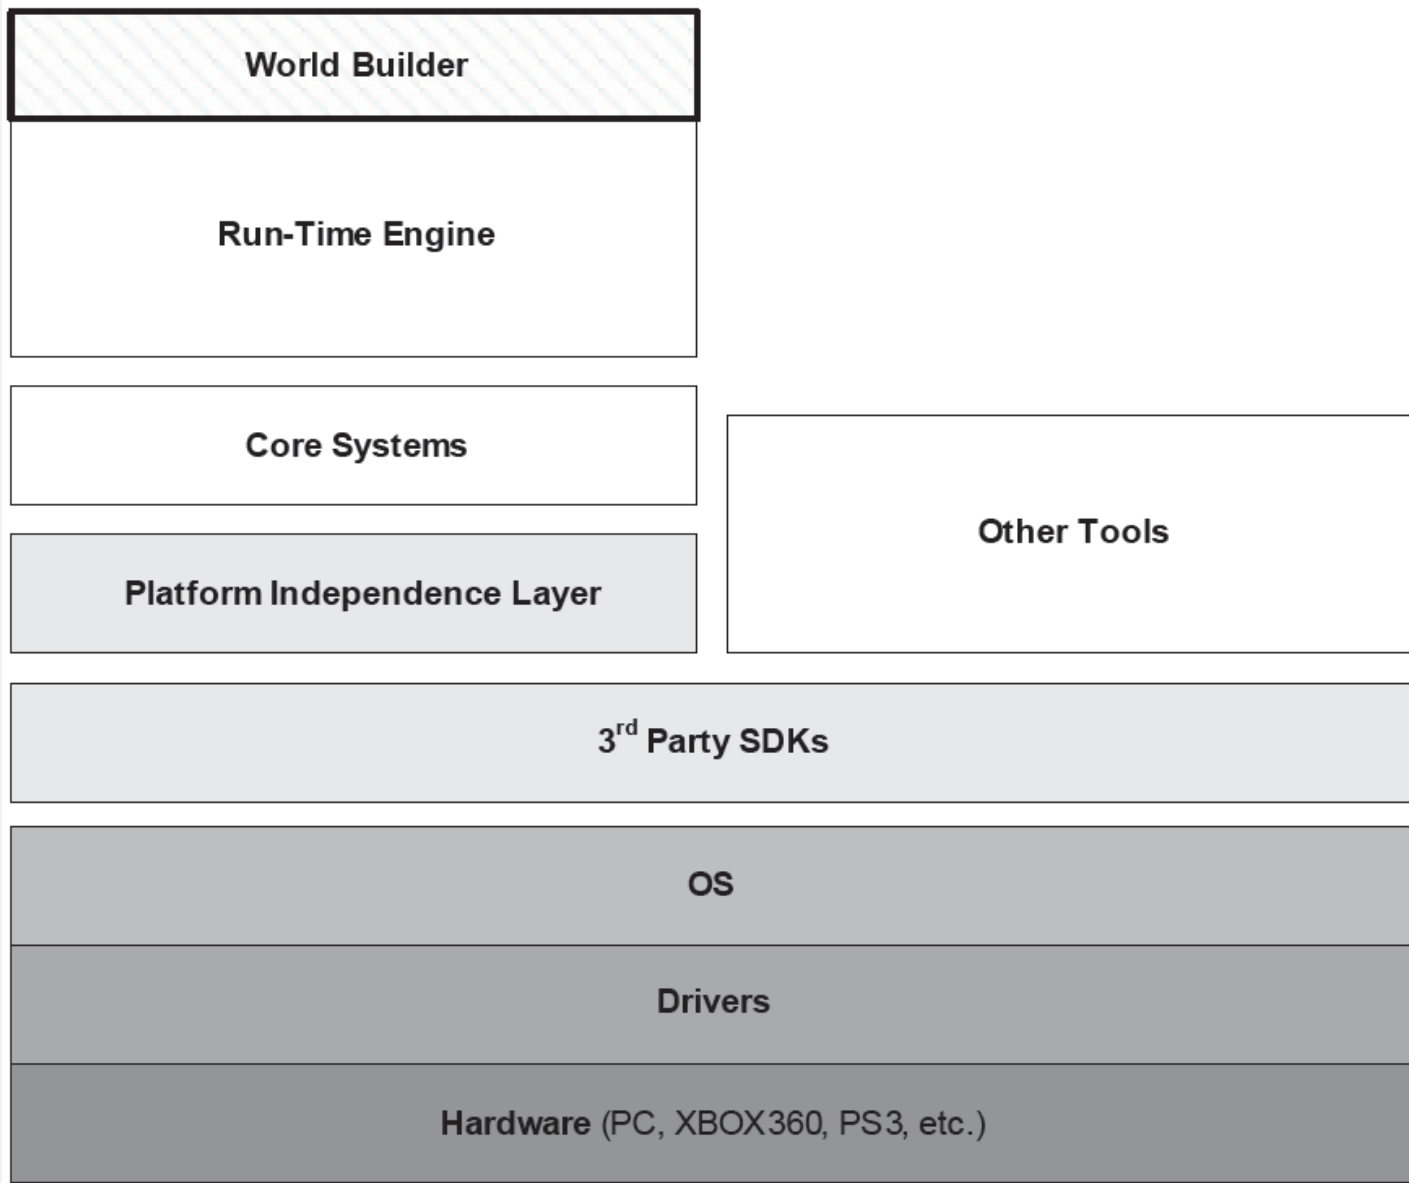 World Builder
Run-Time Engine
Core Systems
Other Tools
Platform Independence Layer
3rd Party SDKs
OS
Drivers
Hardware (PC, XBOX360, PS3, etc.)